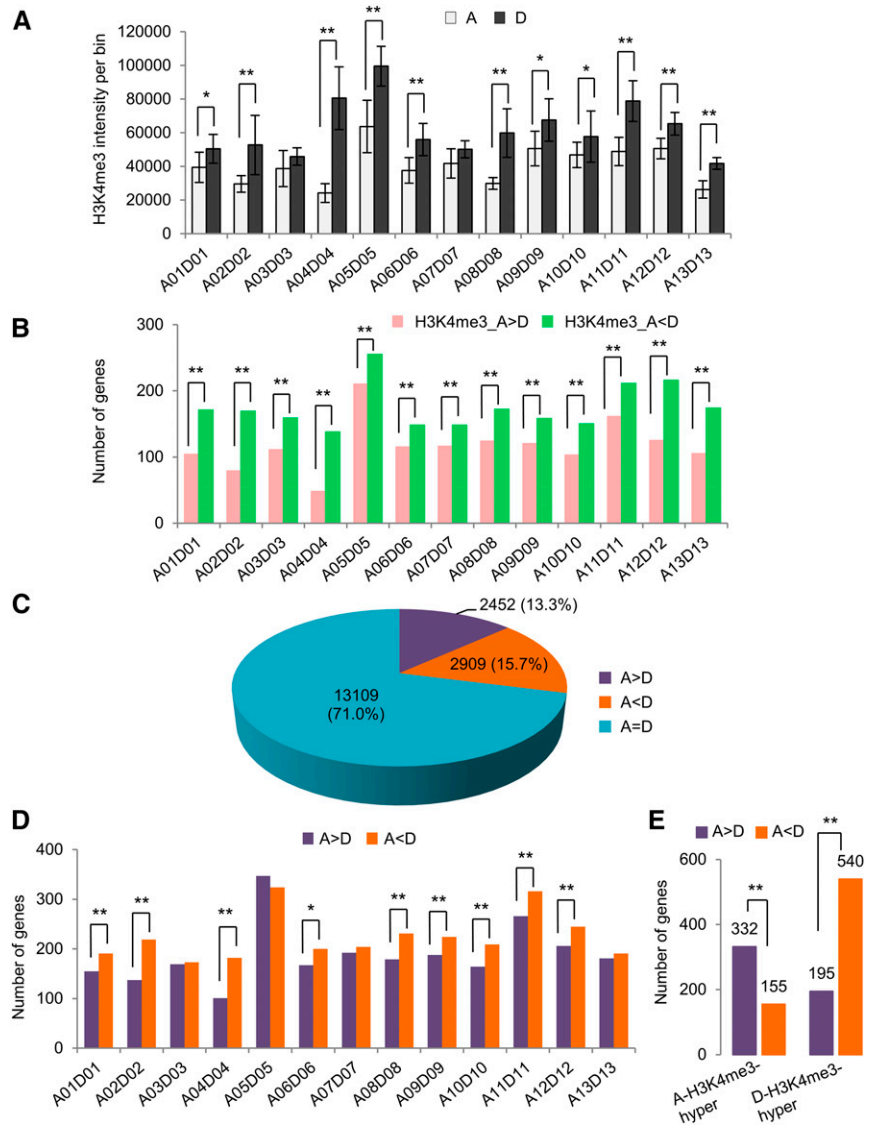 A
A D
H3K4me3 intensity per bin
120000
100000
80000
60000
40000
20000
0
* ** ** ** ** ** * * ** ** **
A01D01 A02D02 A03D03 A04D04 A05D05 A06D06 A07D07 A08D08 A09D09 A10D10 A11D11 A12D12 A13D13
B
H3K4me3_A>D H3K4me3_A<D
Number of genes
300
200
100
0
** ** ** ** ** ** ** ** ** ** ** ** **
A01D01 A02D02 A03D03 A04D04 A05D05 A06D06 A07D07 A08D08 A09D09 A10D10 A11D11 A12D12 A13D13
C
2452 (13.3%)
2909 (15.7%)
13109
(71.0%)
A>D
A<D
A=D
D
A>D A<D
Number of genes
400
300
200
100
0
** ** ** * ** ** ** ** **
A01D01 A02D02 A03D03 A04D04 A05D05 A06D06 A07D07 A08D08 A09D09 A10D10 A11D11 A12D12 A13D13
E
A>D A<D
Number of genes
600
400
200
0
** **
332 155 195 540
A-H3K4me3-
hyper
D-H3K4me3-
hyper